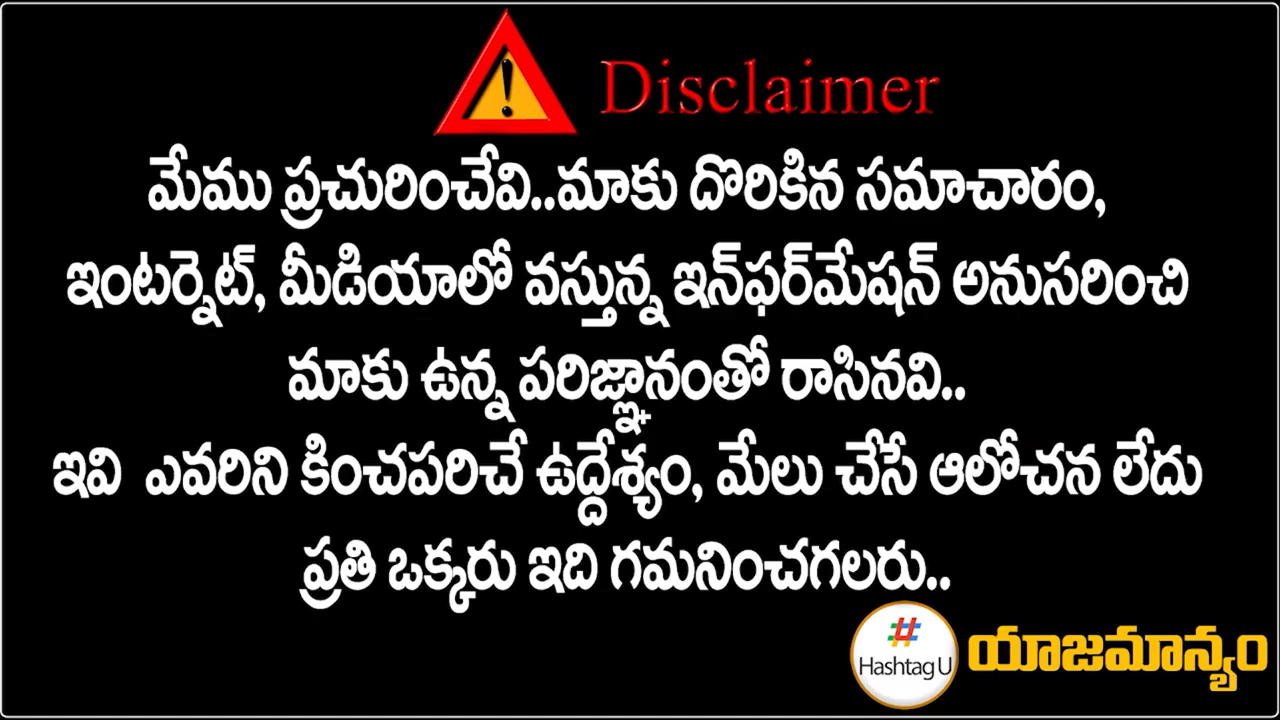 Disclaimer
మేము ప్రచురించేవి..మాకు దొరికిన సమాచారం,
ఇంటర్నెట్, మీడియాలో వస్తున్న ఇన్‌ఫర్‌మేషన్ అనుసరించి
మాకు ఉన్న పరిజ్ఞానంతో రాసినవి..
ఇవి ఎవరిని కించపరిచే ఉద్దేశ్యం, మేలు చేసే ఆలోచన లేదు
ప్రతి ఒక్కరు ఇది గమనించగలరు..
# Hashtag U యాజమాన్యం